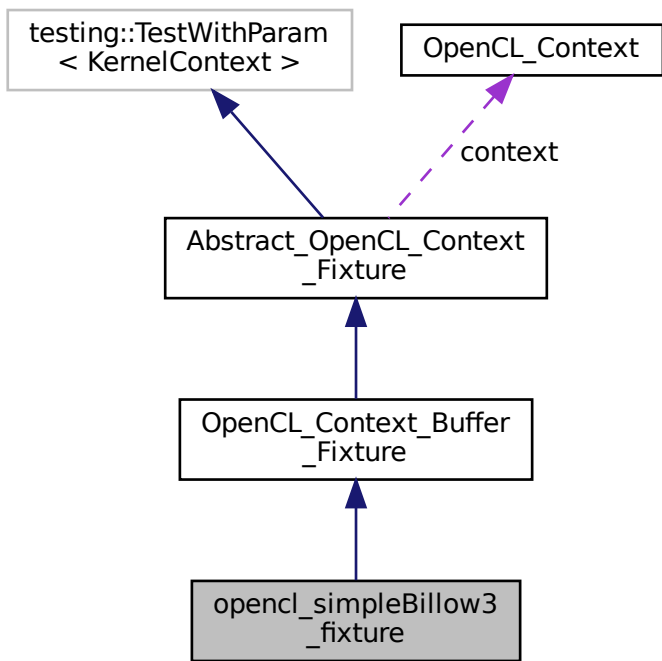 testing::TestWithParam
< KernelContext >
OpenCL_Context
context
Abstract_OpenCL_Context
_Fixture
OpenCL_Context_Buffer
_Fixture
opencl_simpleBillow3
_fixture